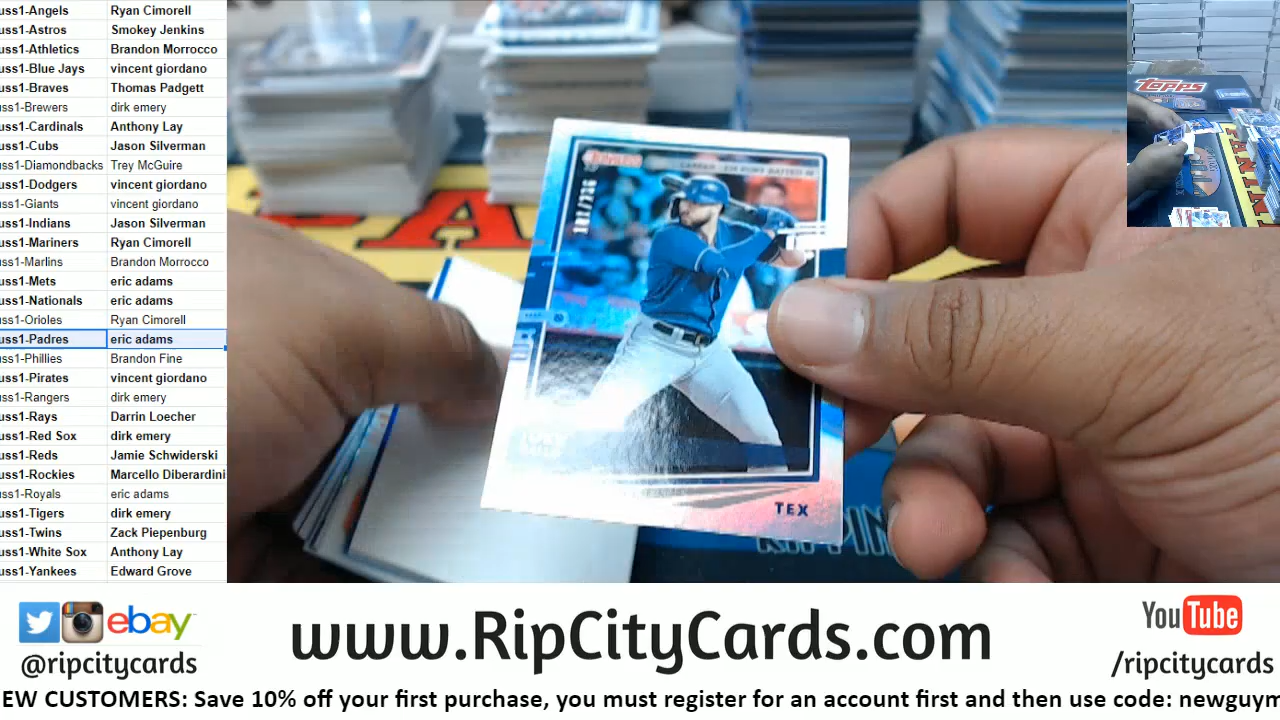 uss1-Angels Ryan Cimorell
uss1-Astros Smokey Jenkins
uss1-Athletics Brandon Morrocco
uss1-Blue Jays vincent giordano
uss1-Braves Thomas Padgett
uss1-Brewers dirk emery
uss1-Cardinals Anthony Lay
uss1-Cubs Jason Silverman
uss1-Diamondbacks Trey McGuire
uss1-Dodgers vincent giordano
uss1-Giants vincent giordano
uss1-Indians Jason Silverman
uss1-Mariners Ryan Cimorell
uss1-Marlins Brandon Morrocco
uss1-Mets eric adams
uss1-Nationals eric adams
uss1-Orioles Ryan Cimorell
uss1-Padres eric adams
uss1-Phillies Brandon Fine
uss1-Pirates vincent giordano
uss1-Rangers dirk emery
uss1-Rays Darrin Loecher
uss1-Red Sox dirk emery
uss1-Reds Jamie Schwiderski
uss1-Rockies Marcello Diberardini
uss1-Royals eric adams
uss1-Tigers dirk emery
uss1-Twins Zack Piepenburg
uss1-White Sox Anthony Lay
uss1-Yankees Edward Grove
Donruss
TEX
RIPPIN
Topps
ebay
@ripcitycards
www.RipCityCards.com
YouTube
/ripcitycards
EW CUSTOMERS: Save 10% off your first purchase, you must register for an account first and then use code: newguym